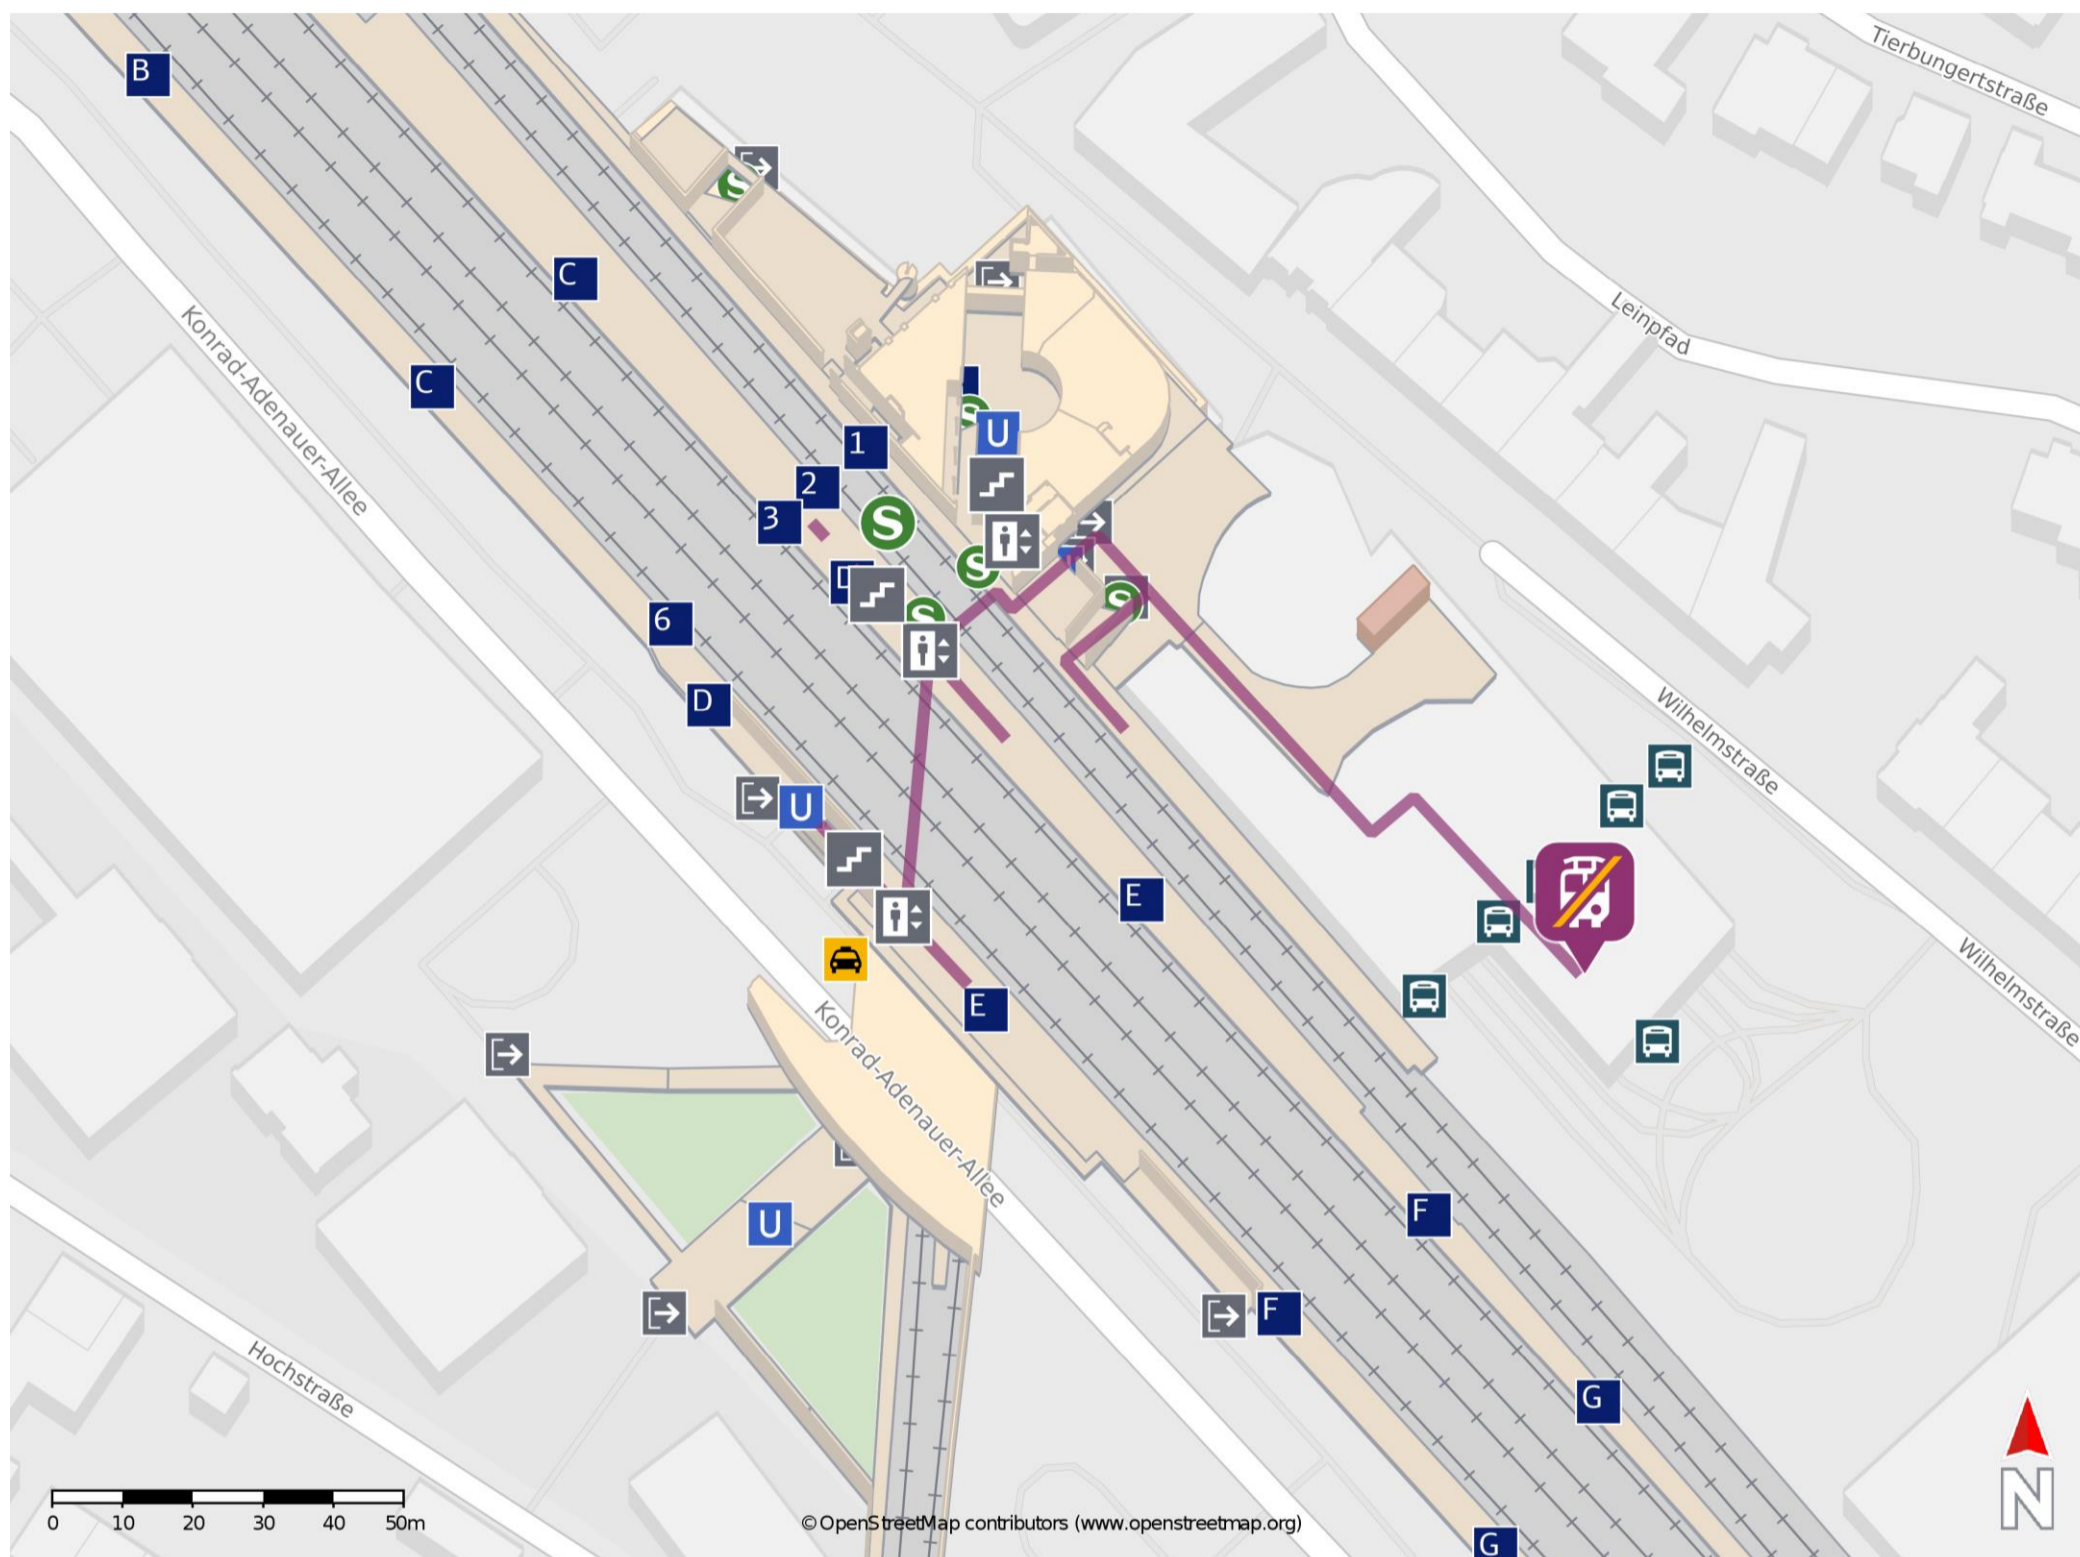 Tierbungertstraße
B
C
Leinpfad
Konrad-Adenauer-Allee
C
1
U
2
3
S
S
S
S
D
6
S
D
Wilhelmstraße
U
E
E
Wilhelmstraße
Konrad-Adenauer-Allee
U
F
F
Hochstraße
G
N
0 10 20 30 40 50m
©OpenStreetMap contributors (www.openstreetmap.org)
G